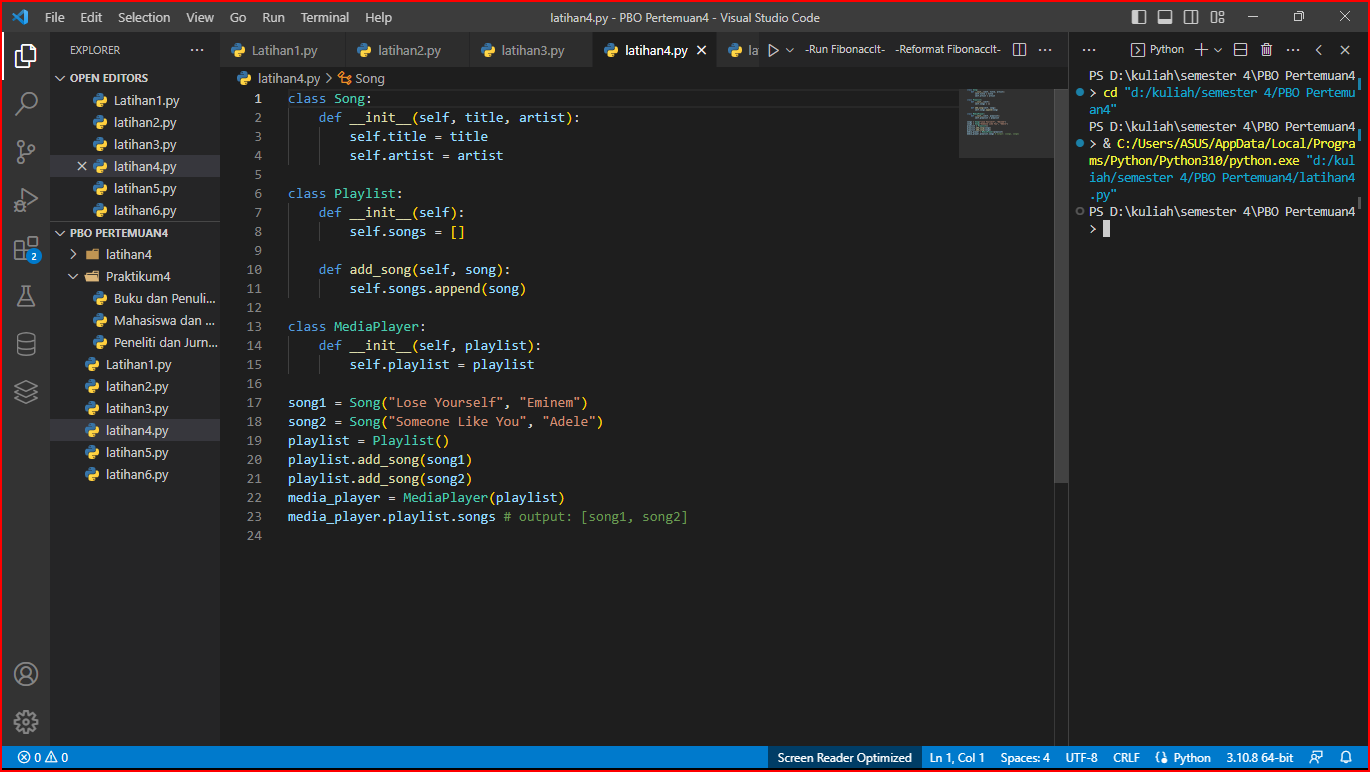 File Edit Selection View Go Run Terminal Help
latihan4.py - PBO Pertemuan4 - Visual Studio Code
EXPLORER
OPEN EDITORS
Latihan1.py
latihan2.py
latihan3.py
latihan4.py
latihan5.py
latihan6.py
PBO PERTEMUAN4
latihan4
Praktikum4
Buku dan Penuli...
Mahasiswa dan ...
Peneliti dan Jurn...
Latihan1.py
latihan2.py
latihan3.py
latihan4.py
latihan5.py
latihan6.py
2
Latihan1.py latihan2.py latihan3.py latihan4.py la -Run FibonaccIt- -Reformat FibonaccIt-
latihan4.py > Song
1 class Song:
2 def __init__(self, title, artist):
3 self.title = title
4 self.artist = artist
5
6 class Playlist:
7 def __init__(self):
8 self.songs = []
9
10 def add_song(self, song):
11 self.songs.append(song)
12
13 class MediaPlayer:
14 def __init__(self, playlist):
15 self.playlist = playlist
16
17 song1 = Song("Lose Yourself", "Eminem")
18 song2 = Song("Someone Like You", "Adele")
19 playlist = Playlist()
20 playlist.add_song(song1)
21 playlist.add_song(song2)
22 media_player = MediaPlayer(playlist)
23 media_player.playlist.songs # output: [song1, song2]
24
Python
PS D:\kuliah\semester 4\PBO Pertemuan4
> cd "d:/kuliah/semester 4/PBO Pertemu
an4"
PS D:\kuliah\semester 4\PBO Pertemuan4
> & C:/Users/ASUS/AppData/Local/Progra
ms/Python/Python310/python.exe "d:/kul
iah/semester 4/PBO Pertemuan4/latihan4
.py"
PS D:\kuliah\semester 4\PBO Pertemuan4
>
0 0 Screen Reader Optimized Ln 1, Col 1 Spaces: 4 UTF-8 CRLF Python 3.10.8 64-bit